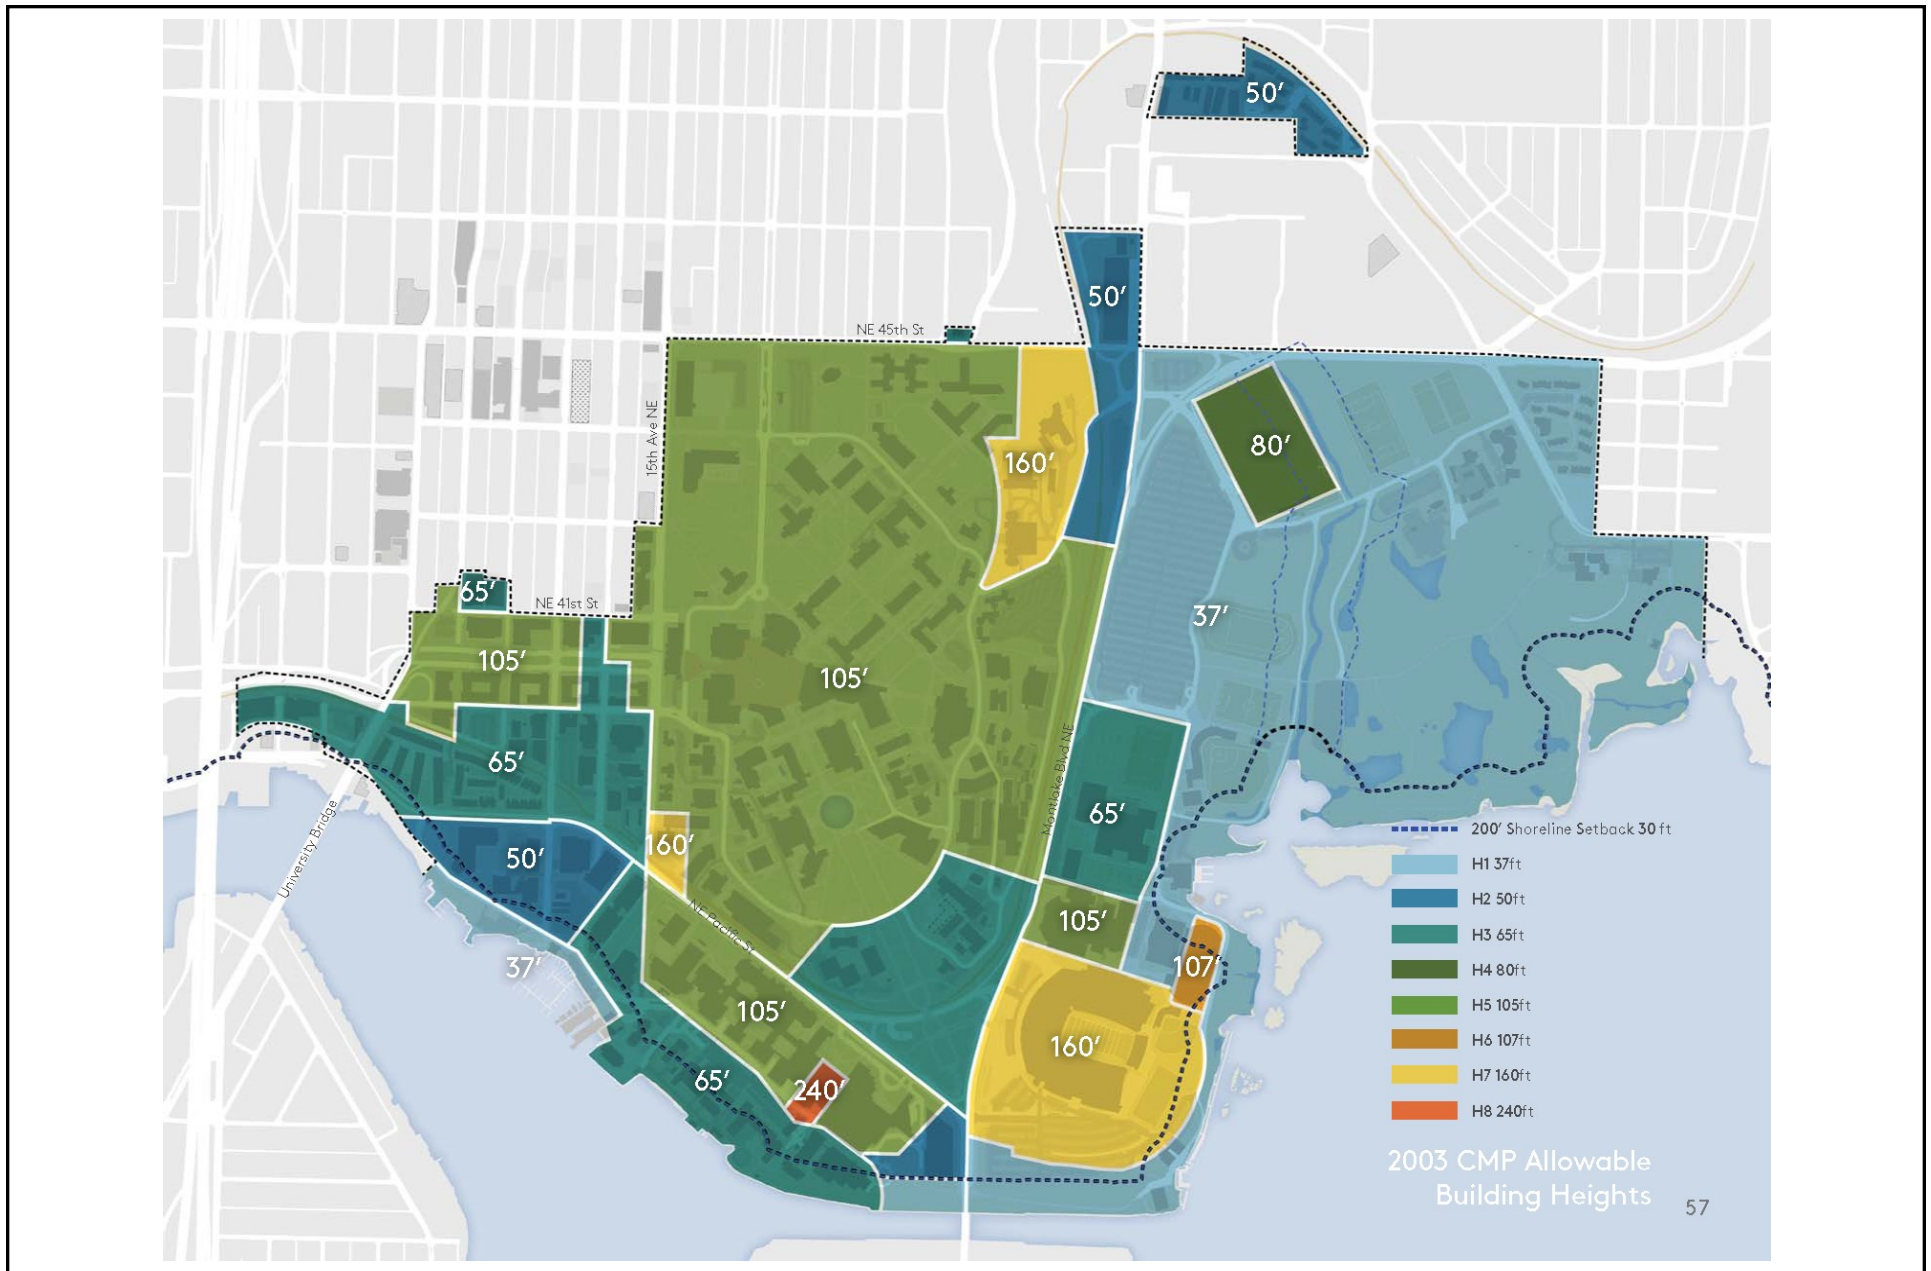 50′
50′
NE 45th St
15th Ave NE
80′
160′
65′
NE 41st St
37′
105′
105′
65′
Montlake Blvd NE
65′
University Bridge
160′
50′
NE Pacific St
105′
37′
107′
105′
160′
65′
240′
200′ Shoreline Setback 30 ft
H1 37ft
H2 50ft
H3 65ft
H4 80ft
H5 105ft
H6 107ft
H7 160ft
H8 240ft
2003 CMP Allowable
Building Heights
57